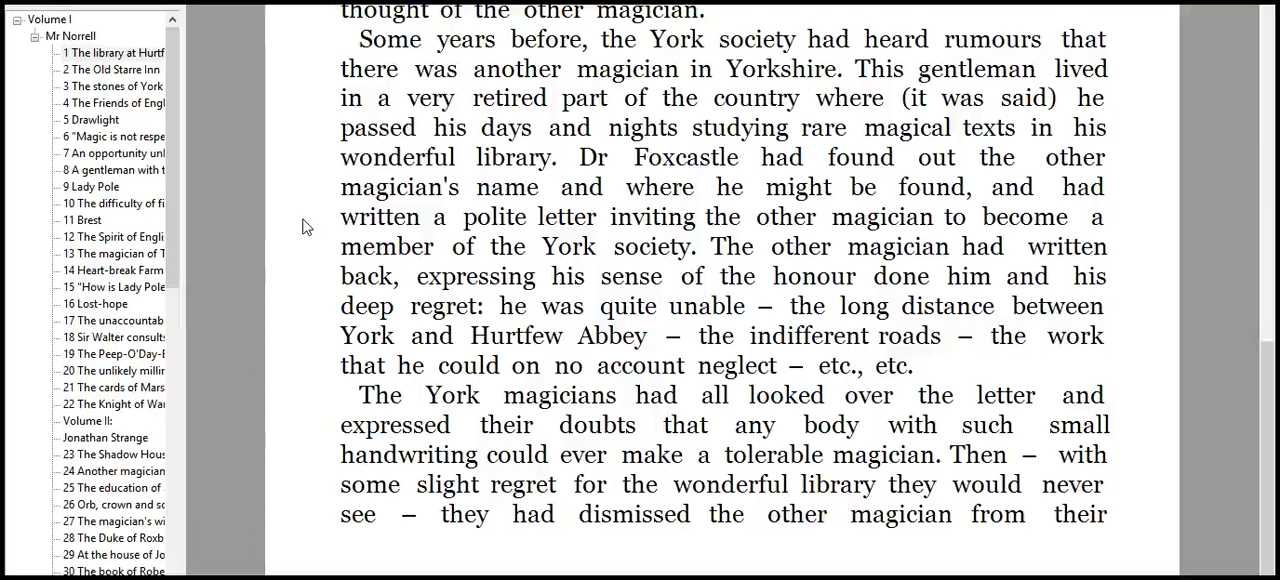 Volume I
Mr Norrell
1 The library at Hurtf
2 The Old Starre Inn
3 The stones of York
4 The Friends of Engl
5 Drawlight
6 "Magic is not respe
7 An opportunity unl
8 A gentleman with t
9 Lady Pole
10 The difficulty of fi
11 Brest
12 The Spirit of Engli
13 The magician of T
14 Heart-break Farm
15 "How is Lady Pole
16 Lost-hope
17 The unaccountab
18 Sir Walter consult
19 The Peep-O'Day-B
20 The unlikely millin
21 The cards of Mars
22 The Knight of Wan
Volume II:
Jonathan Strange
23 The Shadow Hous
24 Another magician
25 The education of
26 Orb, crown and sc
27 The magician's wi
28 The Duke of Roxb
29 At the house of Jo
30 The book of Robe
thought of the other magician.
Some years before, the York society had heard rumours that
there was another magician in Yorkshire. This gentleman lived
in a very retired part of the country where (it was said) he
passed his days and nights studying rare magical texts in his
wonderful library. Dr Foxcastle had found out the other
magician's name and where he might be found, and had
written a polite letter inviting the other magician to become a
member of the York society. The other magician had written
back, expressing his sense of the honour done him and his
deep regret: he was quite unable – the long distance between
York and Hurtfew Abbey – the indifferent roads – the work
that he could on no account neglect – etc., etc.
The York magicians had all looked over the letter and
expressed their doubts that any body with such small
handwriting could ever make a tolerable magician. Then – with
some slight regret for the wonderful library they would never
see – they had dismissed the other magician from their